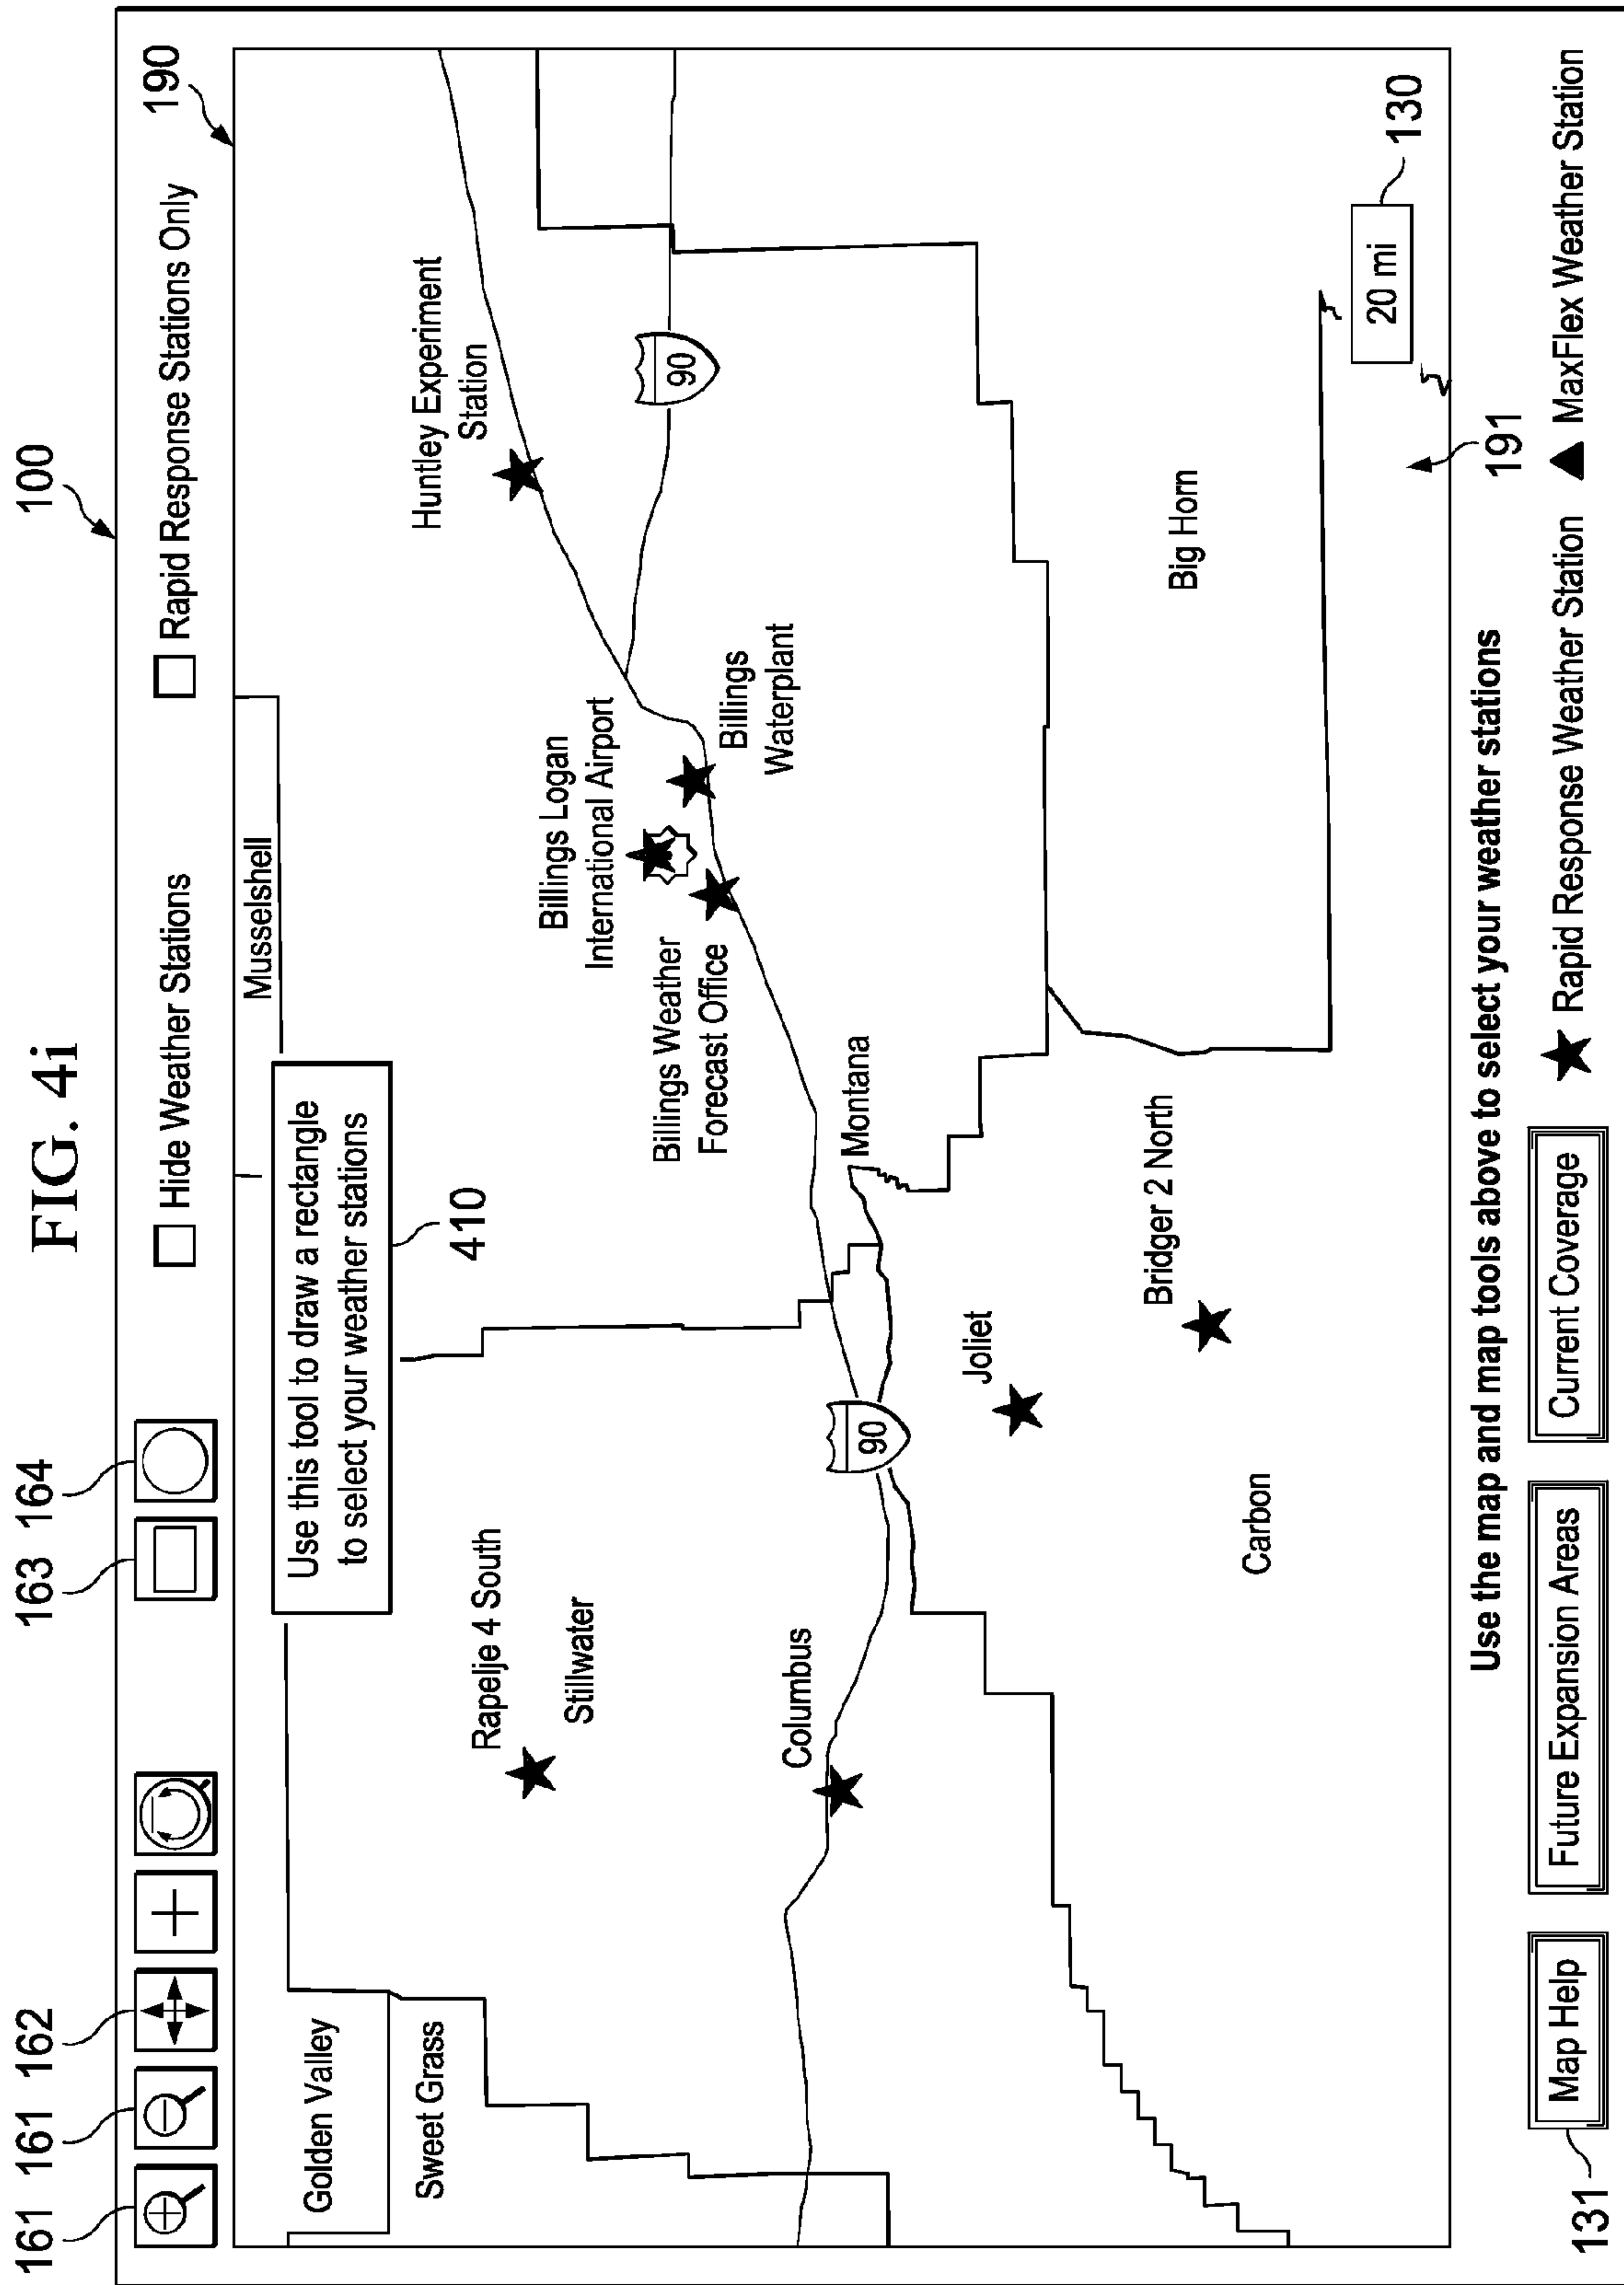 FIG. 4i
100
161
161
162
163
164
190
Hide Weather Stations
Rapid Response Stations Only
Golden Valley
Sweet Grass
Use this tool to draw a rectangle
to select your weather stations
410
Musselshell
Rapelje 4 South
Stillwater
Columbus
Huntley Experiment
Station
90
Billings Logan
International Airport
Billings Weather
Forecast Office
Billings
Waterplant
Montana
90
Joliet
Bridger 2 North
Carbon
Big Horn
20 mi
130
191
Use the map and map tools above to select your weather stations
131
Map Help
Future Expansion Areas
Current Coverage
Rapid Response Weather Station
MaxFlex Weather Station